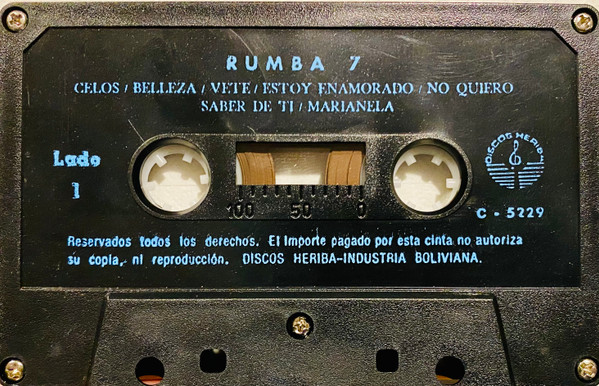 RUMBA 7
CELOS / BELLEZA / VETE / ESTOY ENAMORADO / NO QUIERO
SABER DE TI / MARIANELA
Lado
1
DISCOS HERIBA
100 50 0
C - 5229
Reservados todos los derechos. El Importe pagado por esta cinta no autoriza
su copia, ni reproducción. DISCOS HERIBA-INDUSTRIA BOLIVIANA.